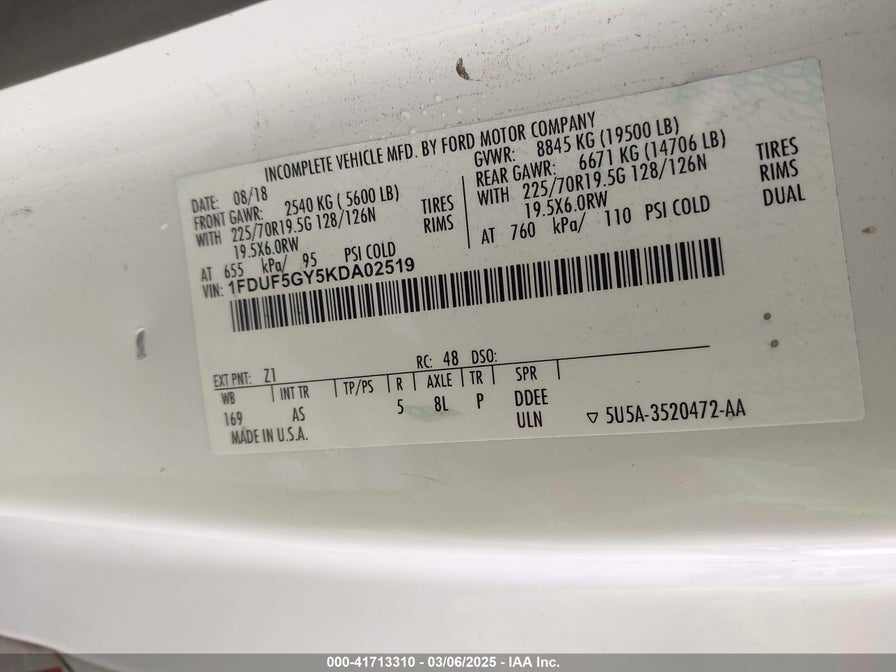 INCOMPLETE VEHICLE MFD. BY FORD MOTOR COMPANY
DATE: 08/18
GVWR: 8845 KG (19500 LB)
FRONT GAWR: 2540 KG ( 5600 LB)
REAR GAWR: 6671 KG (14706 LB)
WITH 225/70R19.5G 128/126N TIRES
WITH 225/70R19.5G 128/126N TIRES
19.5X6.0RW RIMS
19.5X6.0RW RIMS
AT 655 kPa/ 95 PSI COLD
AT 760 kPa/ 110 PSI COLD DUAL
VIN: 1FDUF5GY5KDA02519
EXT PNT: Z1 RC: 48 DSO:
WB INT TR TP/PS R AXLE TR SPR
169 AS 5 8L P DDEE
ULN
MADE IN U.S.A.
▽ 5U5A-3520472-AA
000-41713310 - 03/06/2025 - IAA Inc.